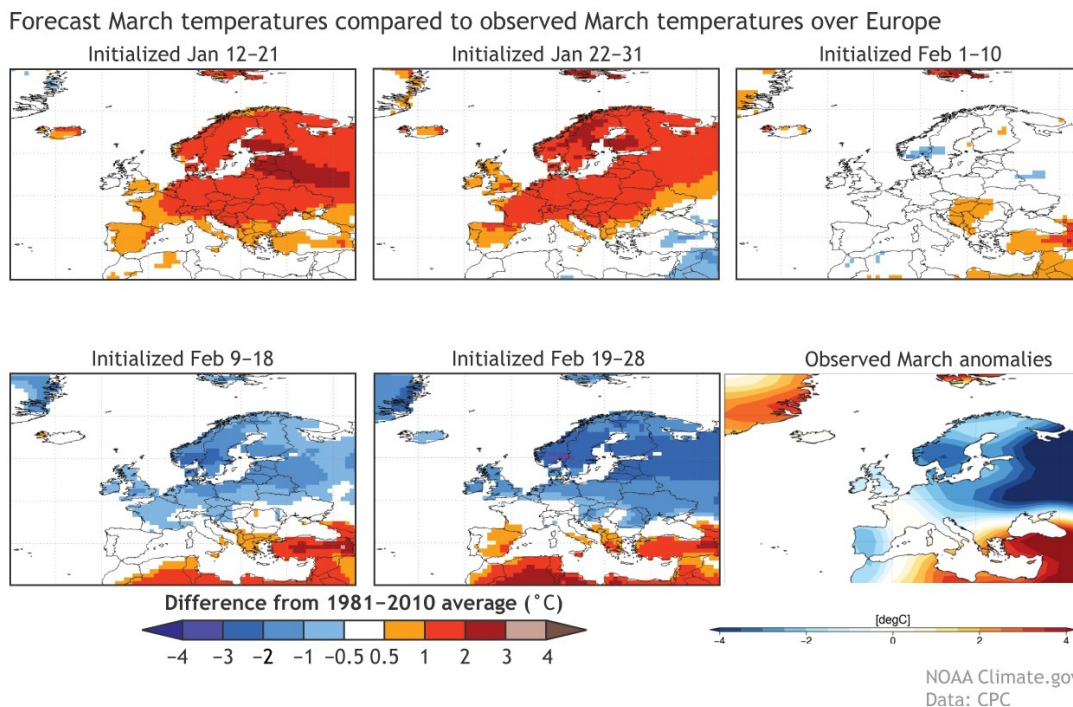 Forecast March temperatures compared to observed March temperatures over Europe
Initialized Jan 12–21
Initialized Jan 22–31
Initialized Feb 1–10
Initialized Feb 9–18
Initialized Feb 19–28
Observed March anomalies
Difference from 1981–2010 average (°C)
-4 -3 -2 -1 -0.5 0.5 1 2 3 4
[degC]
-4 -2 0 2 4
NOAA Climate.gov
Data: CPC